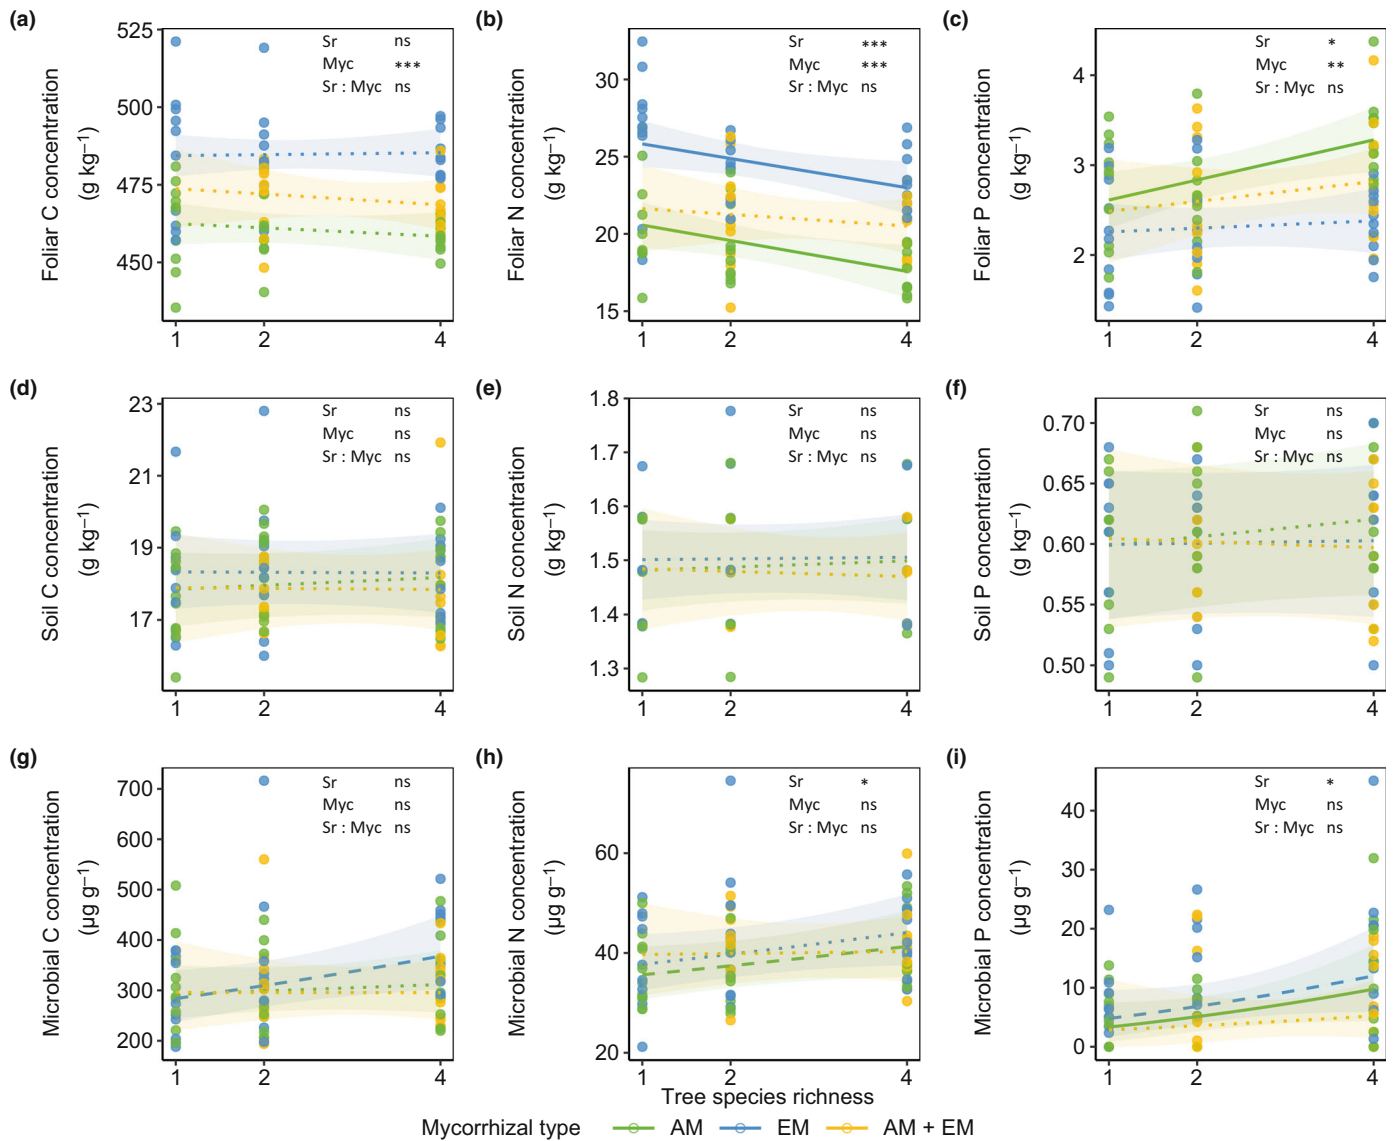 (a)
Foliar C concentration
(g kg⁻¹)
525
500
475
450
1 2 4
Sr ns
Myc ***
Sr : Myc ns
(b)
Foliar N concentration
(g kg⁻¹)
30
25
20
15
1 2 4
Sr ***
Myc ***
Sr : Myc ns
(c)
Foliar P concentration
(g kg⁻¹)
4
3
2
1 2 4
Sr *
Myc **
Sr : Myc ns
(d)
Soil C concentration
(g kg⁻¹)
23
21
19
17
1 2 4
Sr ns
Myc ns
Sr : Myc ns
(e)
Soil N concentration
(g kg⁻¹)
1.8
1.7
1.6
1.5
1.4
1.3
1 2 4
Sr ns
Myc ns
Sr : Myc ns
(f)
Soil P concentration
(g kg⁻¹)
0.70
0.65
0.60
0.55
0.50
1 2 4
Sr ns
Myc ns
Sr : Myc ns
(g)
Microbial C concentration
(µg g⁻¹)
700
600
500
400
300
200
1 2 4
Sr ns
Myc ns
Sr : Myc ns
(h)
Microbial N concentration
(µg g⁻¹)
60
40
20
1 2 4
Sr *
Myc ns
Sr : Myc ns
(i)
Microbial P concentration
(µg g⁻¹)
40
30
20
10
0
1 2 4
Sr *
Myc ns
Sr : Myc ns
Tree species richness
Mycorrhizal type AM EM AM + EM